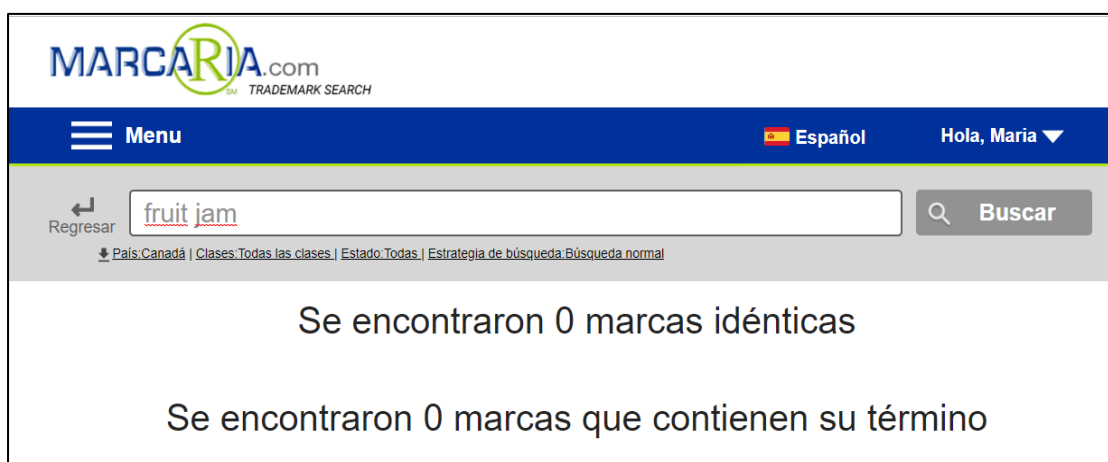 MARCARIA.com
SM TRADEMARK SEARCH
Menu Español Hola, Maria
Regresar fruit jam Buscar
País:Canadá | Clases:Todas las clases | Estado:Todas | Estrategia de búsqueda:Búsqueda normal
Se encontraron 0 marcas idénticas
Se encontraron 0 marcas que contienen su término